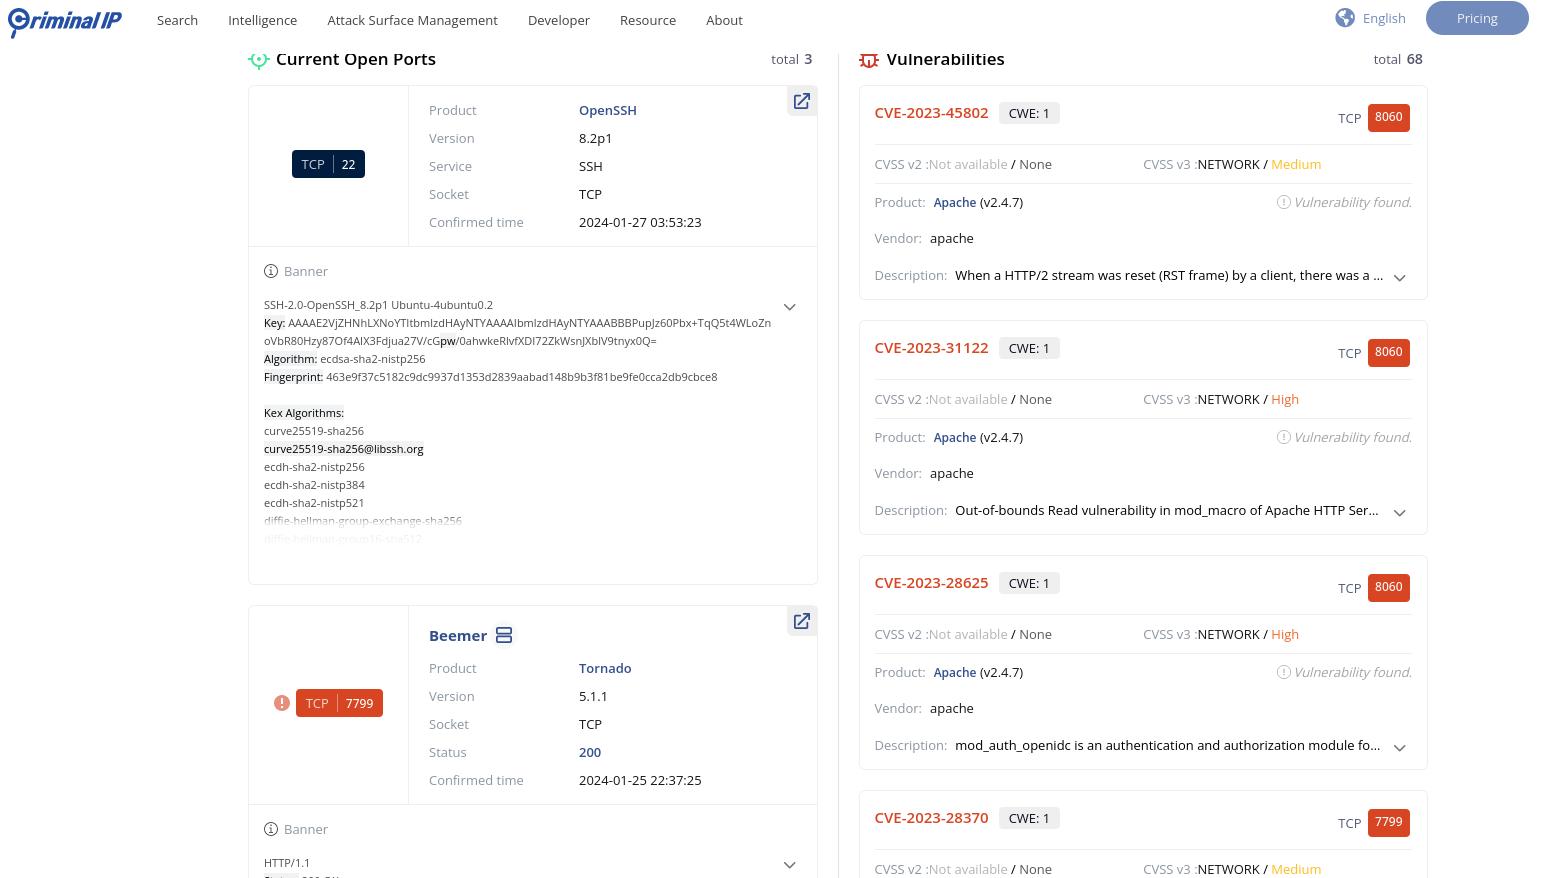 Criminal IP
Search Intelligence Attack Surface Management Developer Resource About
English
Pricing
Current Open Ports
total 3
TCP 22
Product OpenSSH
Version 8.2p1
Service SSH
Socket TCP
Confirmed time 2024-01-27 03:53:23
Banner
SSH-2.0-OpenSSH_8.2p1 Ubuntu-4ubuntu0.2
Key: AAAAE2VjZHNhLXNoYTItbmlzdHAyNTYAAAAIbmlzdHAyNTYAAABBBPupJz60Pbx+TqQ5t4WLoZn
oVbR80Hzy87Of4AIX3Fdjua27V/cGpw/0ahwkeRlvfXDI72ZkWsnJXblV9tnyx0Q=
Algorithm: ecdsa-sha2-nistp256
Fingerprint: 463e9f37c5182c9dc9937d1353d2839aabad148b9b3f81be9fe0cca2db9cbce8
Kex Algorithms:
curve25519-sha256
curve25519-sha256@libssh.org
ecdh-sha2-nistp256
ecdh-sha2-nistp384
ecdh-sha2-nistp521
diffie-hellman-group-exchange-sha256
diffie-hellman-group16-sha512
TCP 7799
Beemer
Product Tornado
Version 5.1.1
Socket TCP
Status 200
Confirmed time 2024-01-25 22:37:25
Banner
HTTP/1.1
Vulnerabilities
total 68
CVE-2023-45802 CWE: 1 TCP 8060
CVSS v2 :Not available / None CVSS v3 :NETWORK / Medium
Product: Apache (v2.4.7) Vulnerability found.
Vendor: apache
Description: When a HTTP/2 stream was reset (RST frame) by a client, there was a ...
CVE-2023-31122 CWE: 1 TCP 8060
CVSS v2 :Not available / None CVSS v3 :NETWORK / High
Product: Apache (v2.4.7) Vulnerability found.
Vendor: apache
Description: Out-of-bounds Read vulnerability in mod_macro of Apache HTTP Ser...
CVE-2023-28625 CWE: 1 TCP 8060
CVSS v2 :Not available / None CVSS v3 :NETWORK / High
Product: Apache (v2.4.7) Vulnerability found.
Vendor: apache
Description: mod_auth_openidc is an authentication and authorization module fo...
CVE-2023-28370 CWE: 1 TCP 7799
CVSS v2 :Not available / None CVSS v3 :NETWORK / Medium